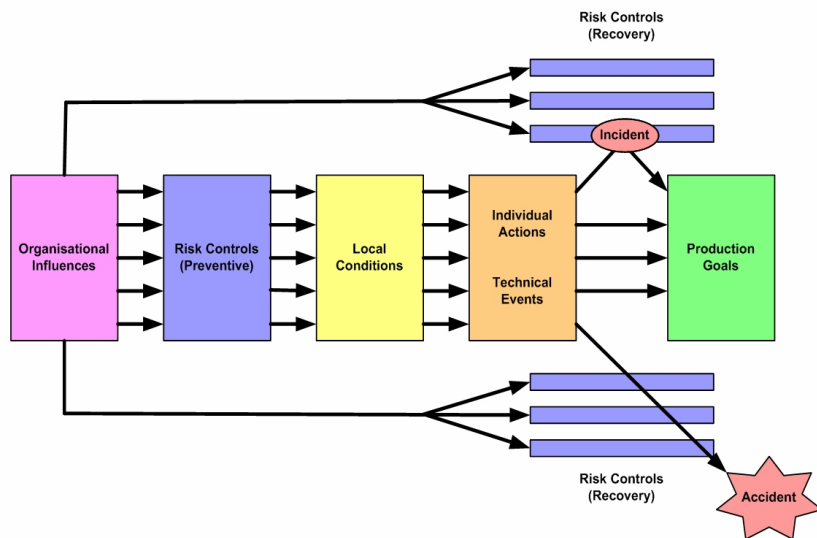 Risk Controls
(Recovery)
Incident
Organisational
Influences
Risk Controls
(Preventive)
Local
Conditions
Individual
Actions
Technical
Events
Production
Goals
Risk Controls
(Recovery)
Accident